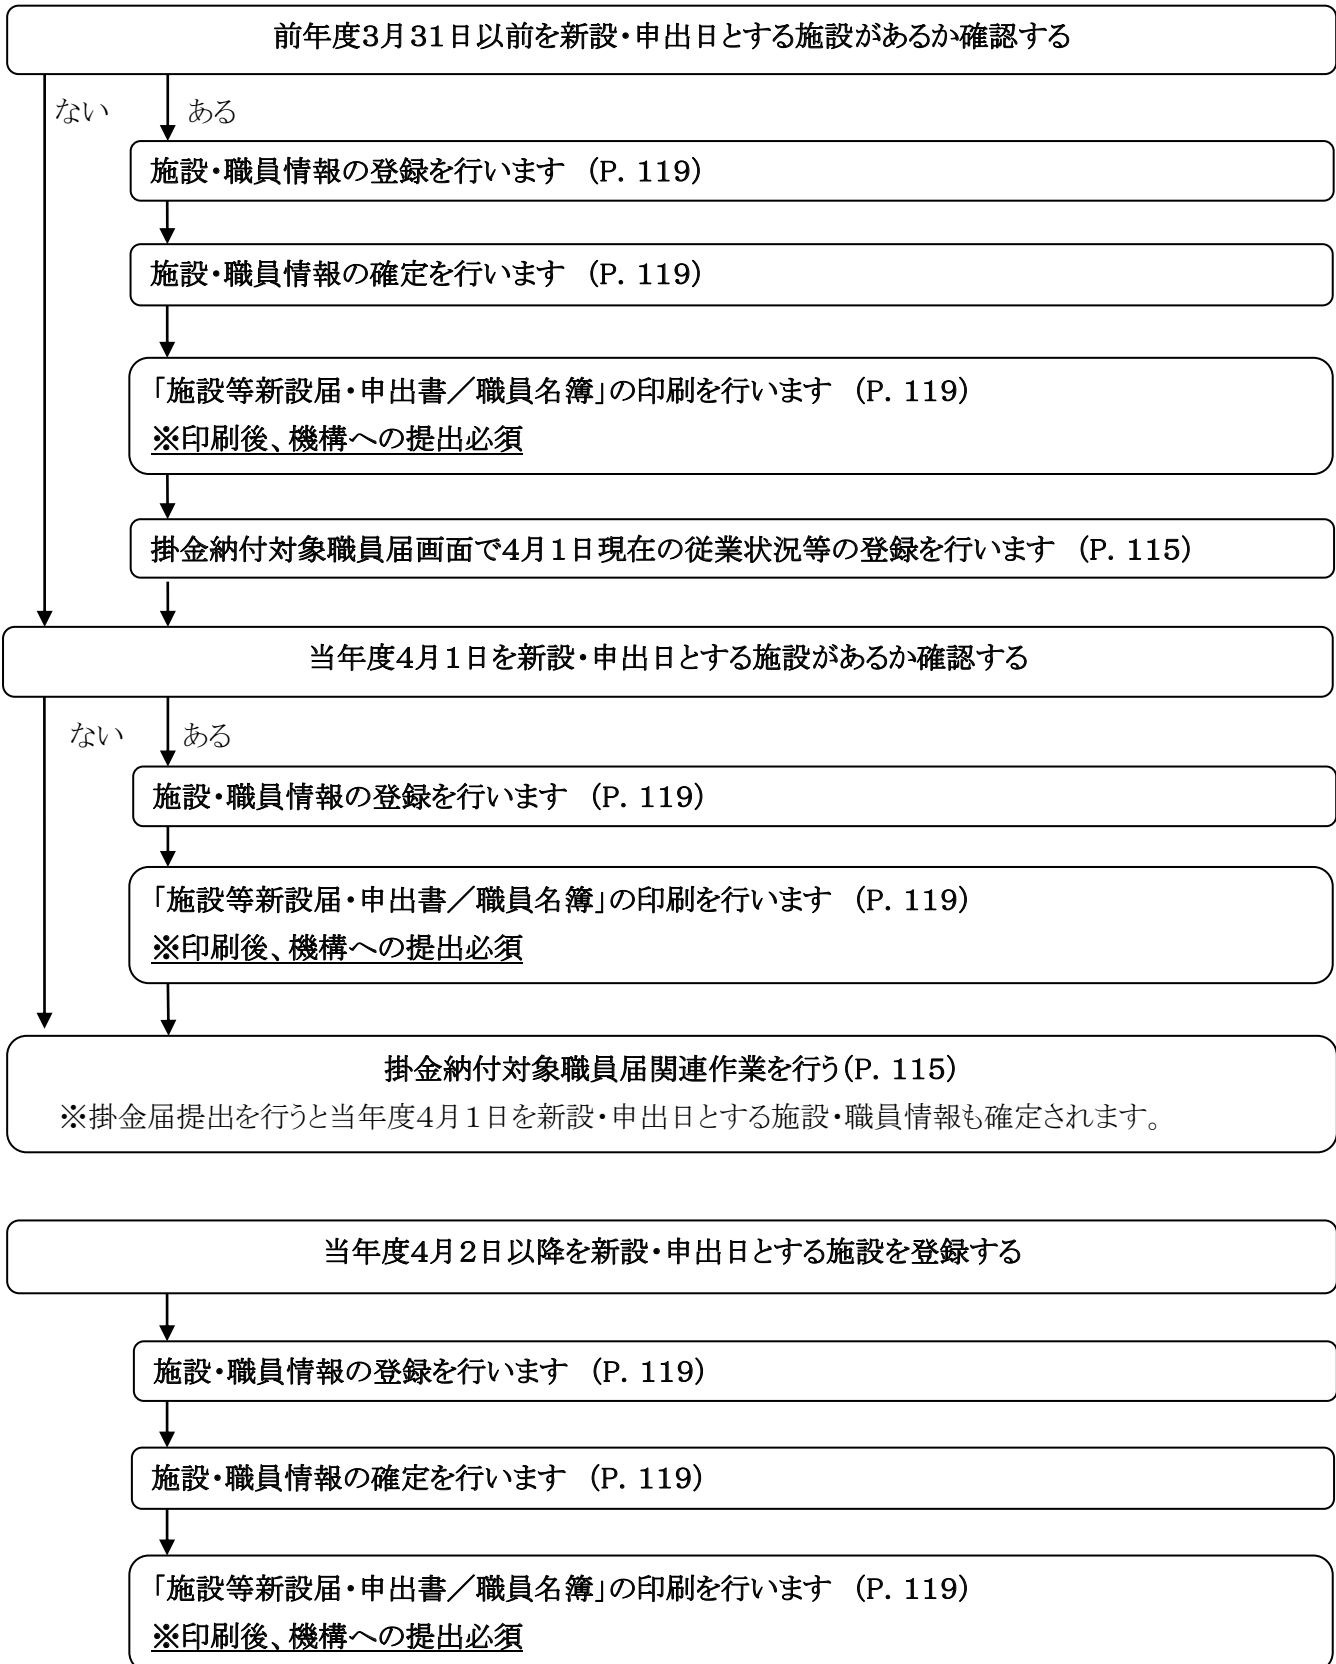 前年度3月31日以前を新設・申出日とする施設があるか確認する
ない
ある
施設・職員情報の登録を行います (P. 119)
施設・職員情報の確定を行います (P. 119)
「施設等新設届・申出書／職員名簿」の印刷を行います (P. 119)
※印刷後、機構への提出必須
掛金納付対象職員届画面で4月1日現在の従業状況等の登録を行います (P. 115)
当年度4月1日を新設・申出日とする施設があるか確認する
ない
ある
施設・職員情報の登録を行います (P. 119)
「施設等新設届・申出書／職員名簿」の印刷を行います (P. 119)
※印刷後、機構への提出必須
掛金納付対象職員届関連作業を行う(P. 115)
※掛金届提出を行うと当年度4月1日を新設・申出日とする施設・職員情報も確定されます。
当年度4月2日以降を新設・申出日とする施設を登録する
施設・職員情報の登録を行います (P. 119)
施設・職員情報の確定を行います (P. 119)
「施設等新設届・申出書／職員名簿」の印刷を行います (P. 119)
※印刷後、機構への提出必須